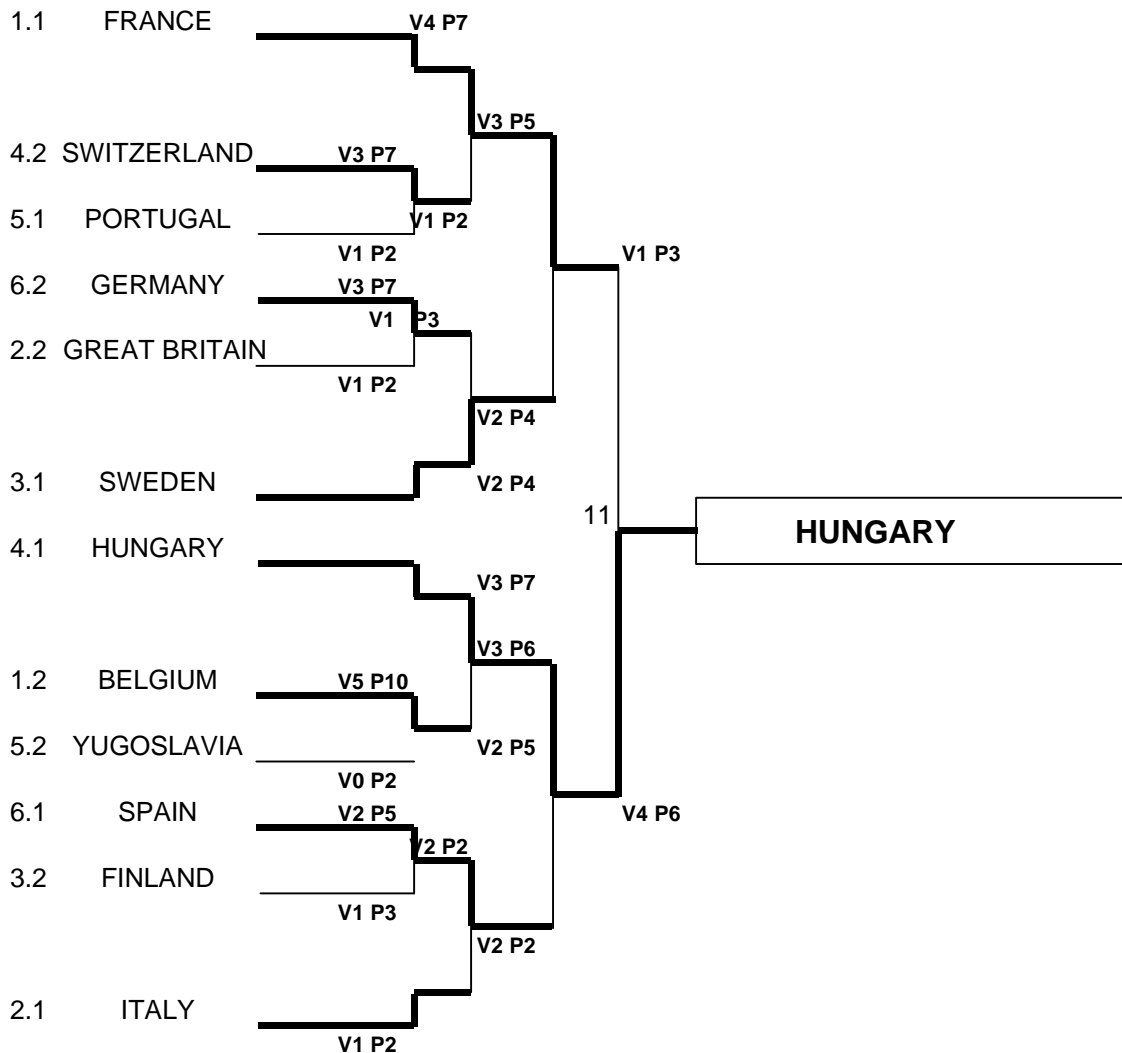 1.1 FRANCE V4 P7
V3 P5
4.2 SWITZERLAND V3 P7
5.1 PORTUGAL V1 P2
V1 P2 V1 P3
6.2 GERMANY V3 P7
V1 P3
2.2 GREAT BRITAIN
V1 P2
V2 P4
3.1 SWEDEN V2 P4
11 HUNGARY
4.1 HUNGARY
V3 P7
V3 P6
1.2 BELGIUM V5 P10
5.2 YUGOSLAVIA V2 P5
V0 P2
6.1 SPAIN V2 P5 V4 P6
V2 P2
3.2 FINLAND
V1 P3
V2 P2
2.1 ITALY
V1 P2